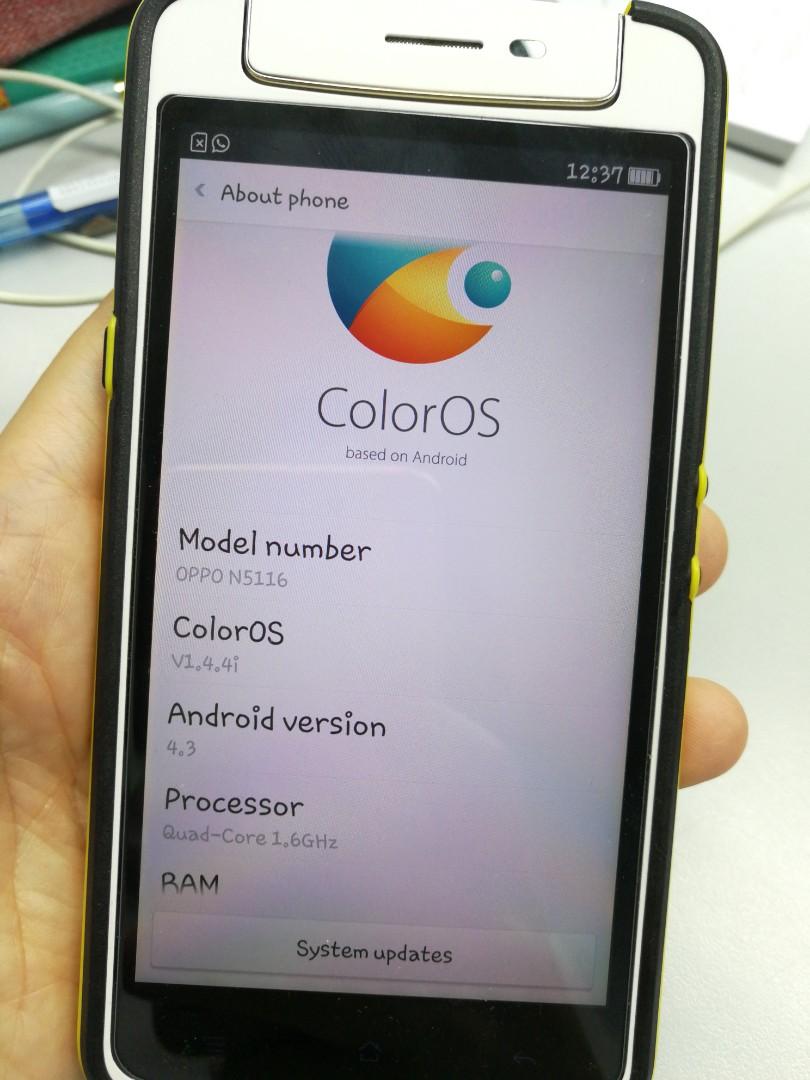 12:37
About phone
ColorOS
based on Android
Model number
OPPO N5116
ColorOS
V1.4.4i
Android version
4.3
Processor
Quad-Core 1.6GHz
RAM
System updates